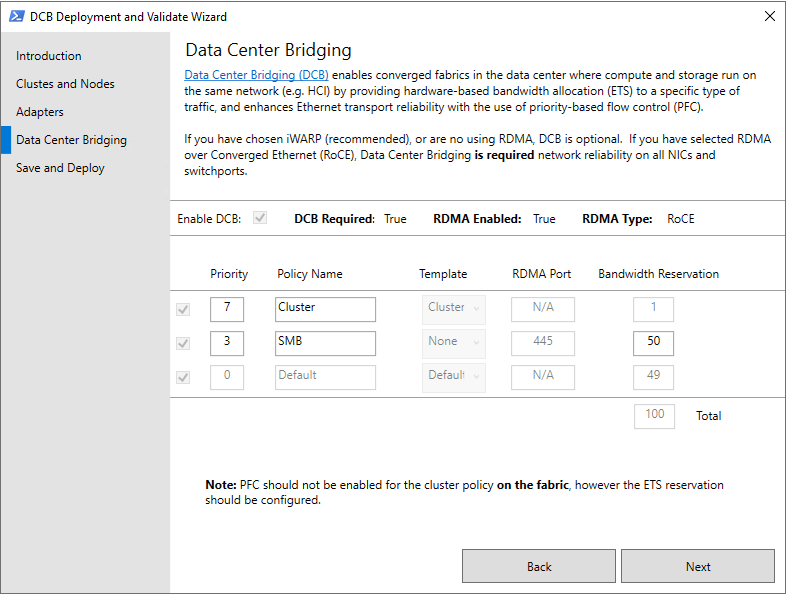 DCB Deployment and Validate Wizard
Introduction
Clustes and Nodes
Adapters
Data Center Bridging
Save and Deploy
Data Center Bridging
Data Center Bridging (DCB) enables converged fabrics in the data center where compute and storage run on
the same network (e.g. HCI) by providing hardware-based bandwidth allocation (ETS) to a specific type of
traffic, and enhances Ethernet transport reliability with the use of priority-based flow control (PFC).
If you have chosen iWARP (recommended), or are no using RDMA, DCB is optional.  If you have selected RDMA
over Converged Ethernet (RoCE), Data Center Bridging is required network reliability on all NICs and
switchports.
Enable DCB: DCB Required: True RDMA Enabled: True RDMA Type: RoCE
Priority Policy Name Template RDMA Port Bandwidth Reservation
7 Cluster Cluster N/A 1
3 SMB None 445 50
0 Default Default N/A 49
100 Total
Note: PFC should not be enabled for the cluster policy on the fabric, however the ETS reservation
should be configured.
Back Next